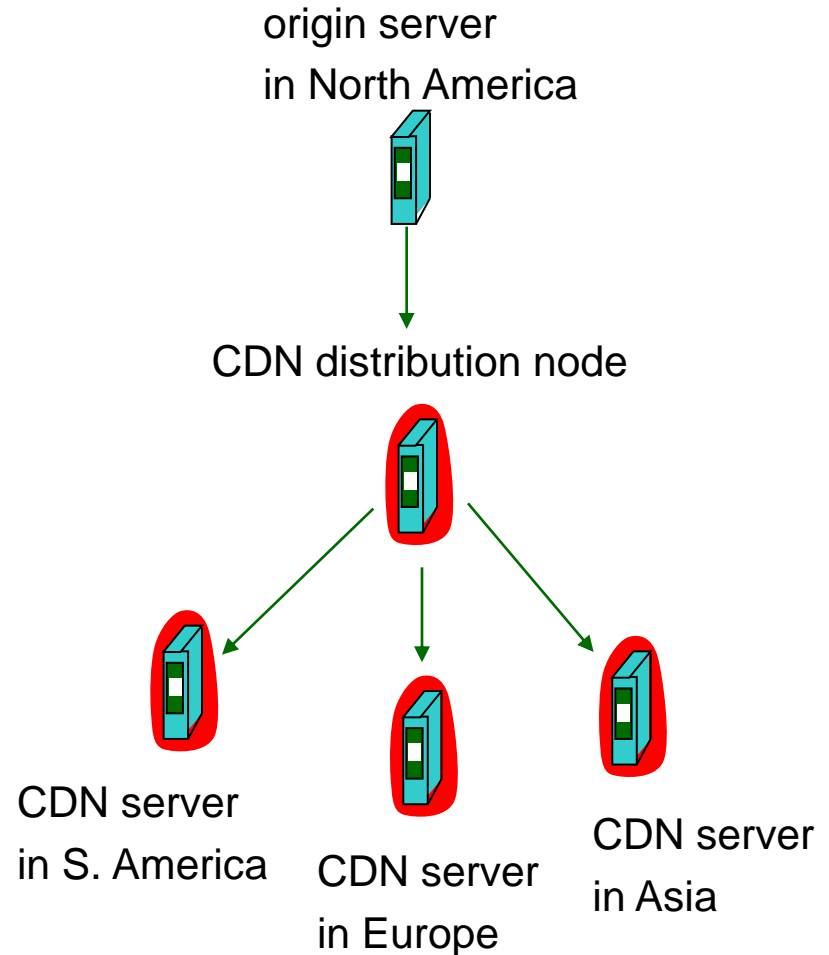 origin server
in North America
CDN distribution node
CDN server
in S. America
CDN server
in Europe
CDN server
in Asia